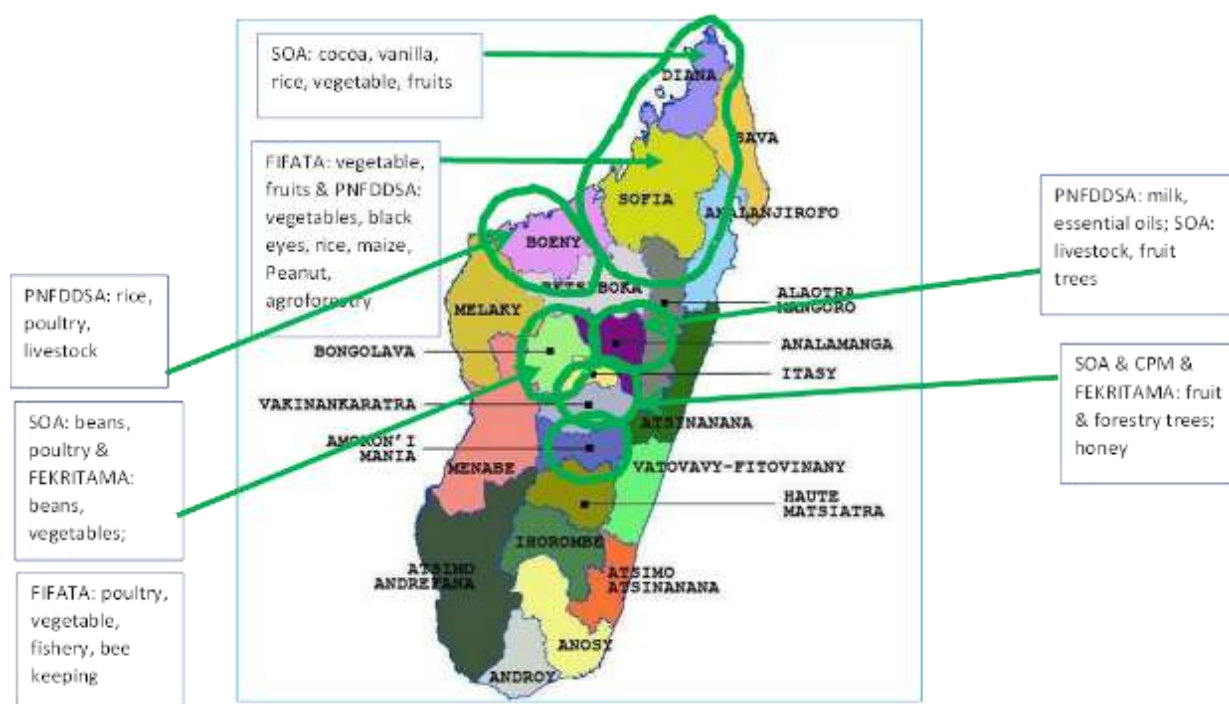 SOA: cocoa, vanilla,
rice, vegetable, fruits
FIFATA: vegetable,
fruits & PNFDDSA:
vegetables, black
eyes, rice, maize,
Peanut,
agroforestry
PNFDDSA: rice,
poultry,
livestock
SOA: beans,
poultry &
FEKRITAMA:
beans,
vegetables;
FIFATA: poultry,
vegetable,
fishery, bee
keeping
DIANA
SAVA
SOFIA
ANALANJIROFO
BOENY
BETSIBOKA
MELAKY
ALAOTRA
MANGORO
BONGOLAVA
ANALAMANGA
ITASY
VAKINANKARATRA
ATSINANANA
AMORON'I
MANIA
MENABE
VATOVAVY-FITOVINANY
HAUTE
MATSIATRA
IHOROMBE
ATSIMO
ANDREFANA
ATSIMO
ATSINANANA
ANOSY
ANDROY
PNFDDSA: milk,
essential oils; SOA:
livestock, fruit
trees
SOA & CPM &
FEKRITAMA: fruit
& forestry trees;
honey